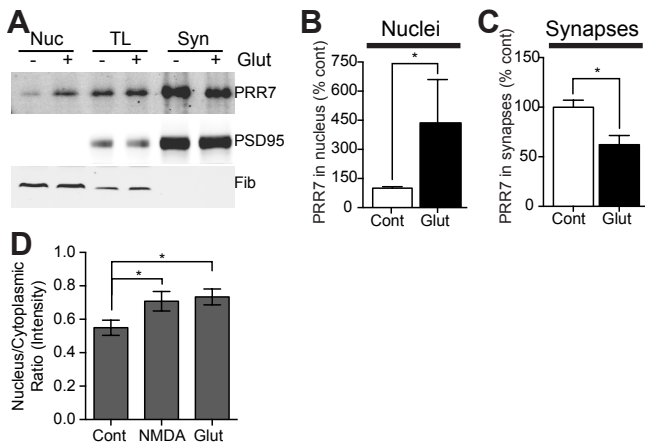 A
Nuc TL Syn
- + - + - + Glut
PRR7
PSD95
Fib
B
Nuclei
PRR7 in nucleus (% cont)
750
600
450
300
150
0
*
Cont Glut
C
Synapses
PRR7 in synapses (% cont)
150
100
50
0
*
Cont Glut
D
Nucleus/Cytoplasmic
Ratio (Intensity)
1.0
0.8
0.6
0.4
0.2
0.0
*
*
Cont NMDA Glut